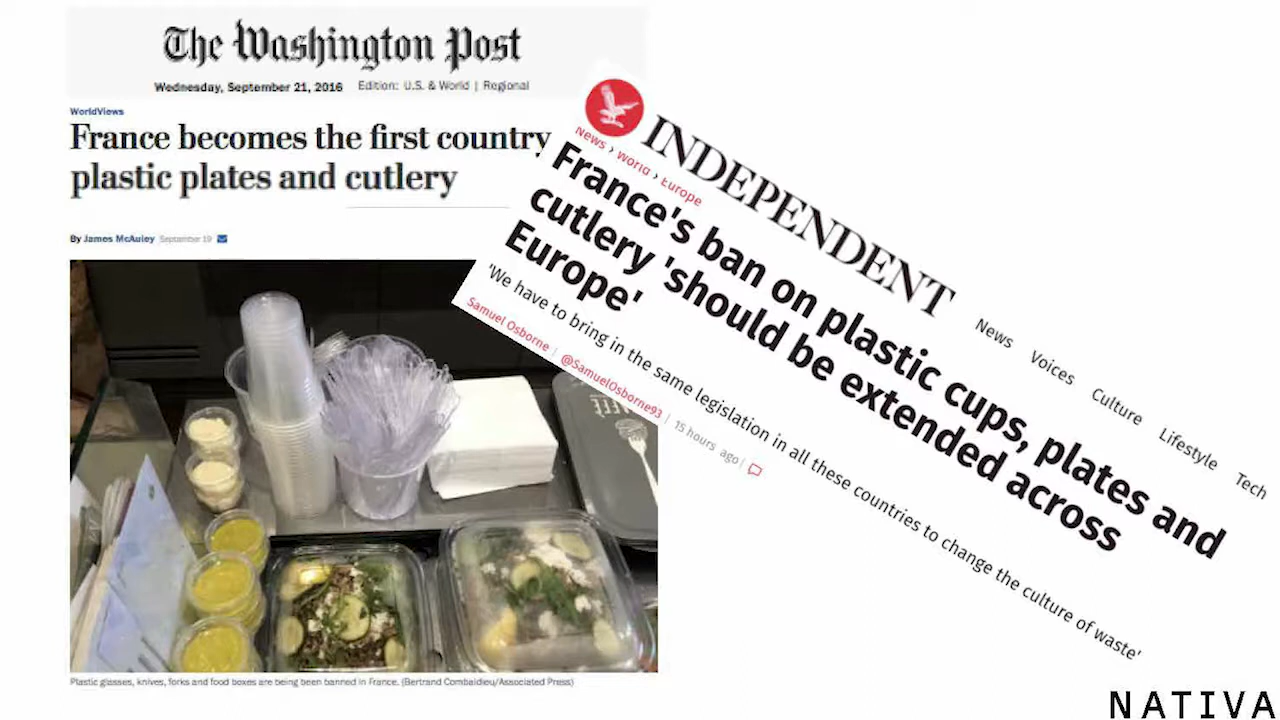 The Washington Post
Wednesday, September 21, 2016 Edition: U.S. & World | Regional
WorldViews
France becomes the first country
plastic plates and cutlery
By James McAuley September 19
Plastic glasses, knives, forks and food boxes are being been banned in France. (Bertrand Combaldieu/Associated Press)
INDEPENDENT
News Voices Culture Lifestyle Tech
News › World › Europe
France's ban on plastic cups, plates and
cutlery 'should be extended across
Europe'
'We have to bring in the same legislation in all these countries to change the culture of waste'
Samuel Osborne | @SamuelOsborne93 | 15 hours ago |
NATIVA